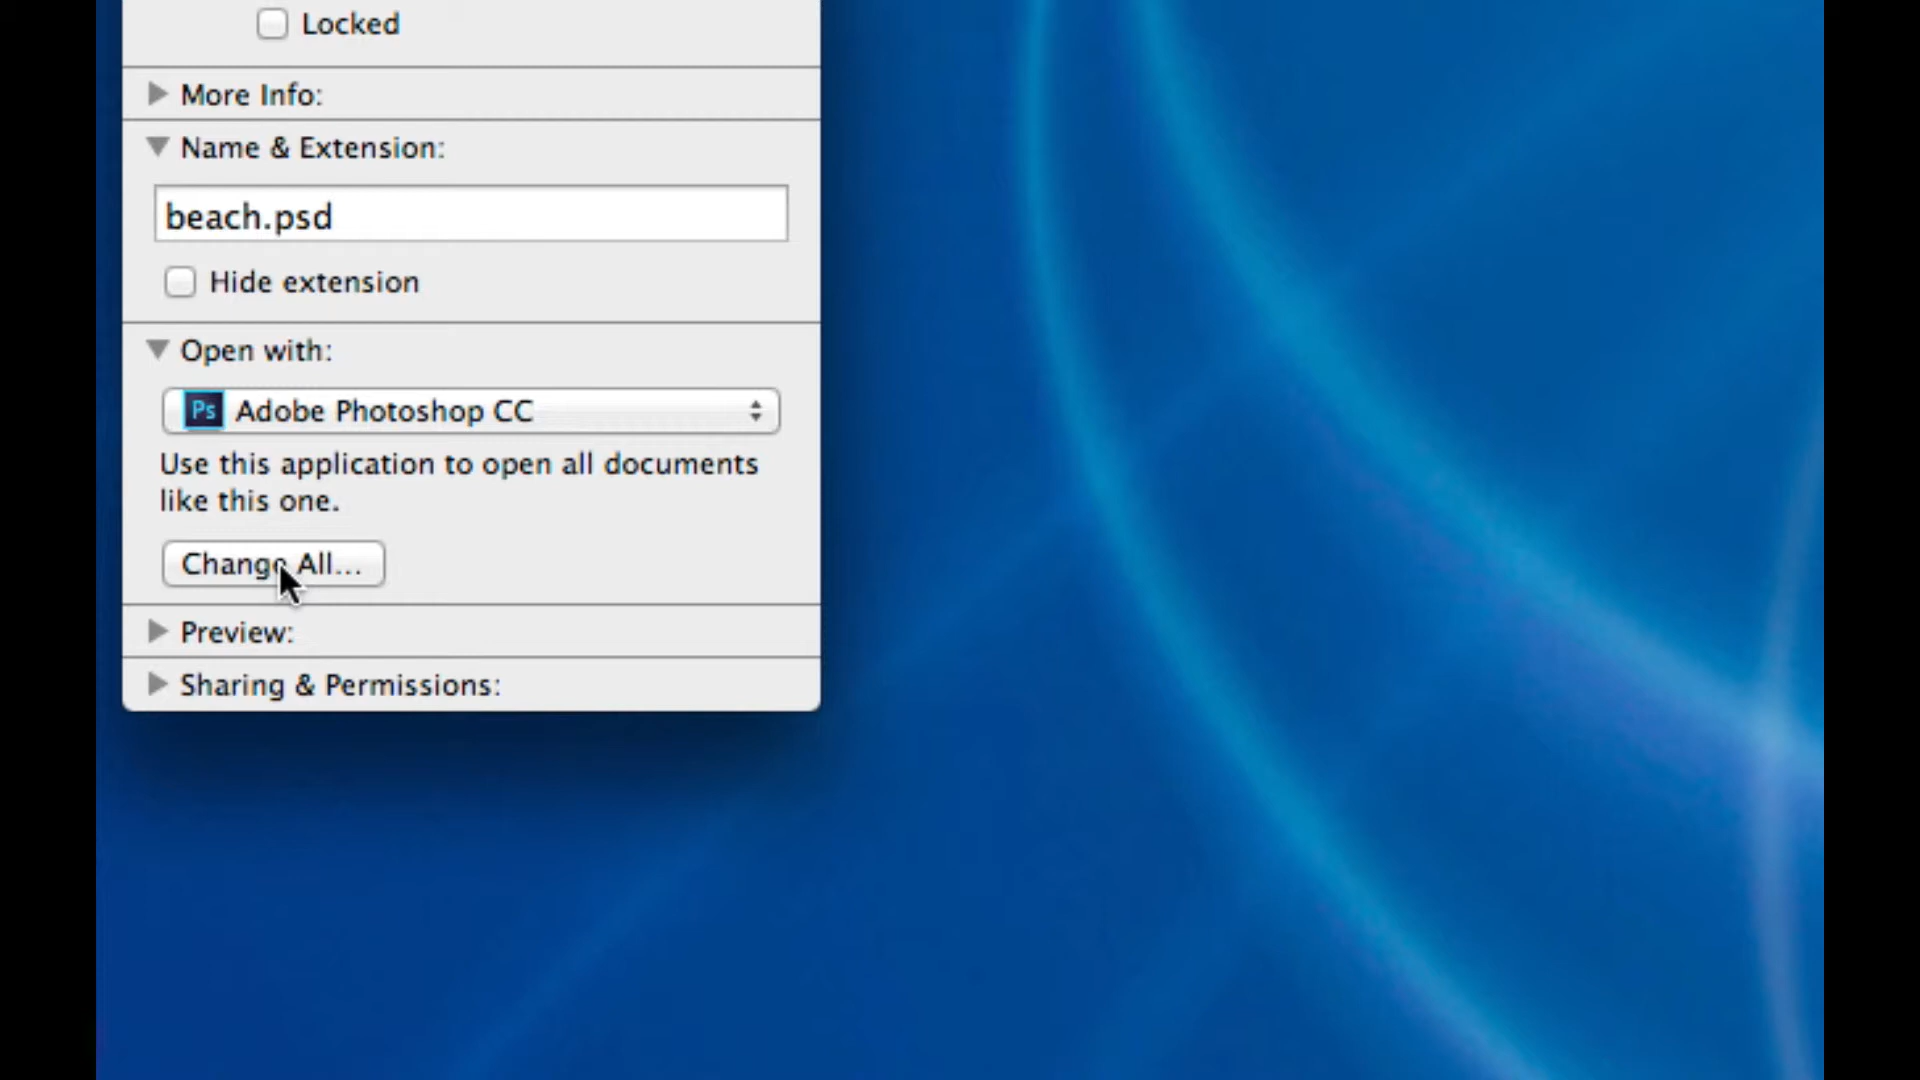 Locked
More Info:
Name & Extension:
beach.psd
Hide extension
Open with:
Ps Adobe Photoshop CC
Use this application to open all documents
like this one.
Change All...
Preview:
Sharing & Permissions: